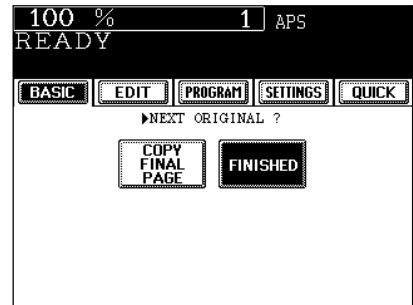 100 % 1 APS
READY
BASIC EDIT PROGRAM SETTINGS QUICK
▶NEXT ORIGINAL ?
COPY
FINAL
PAGE
FINISHED